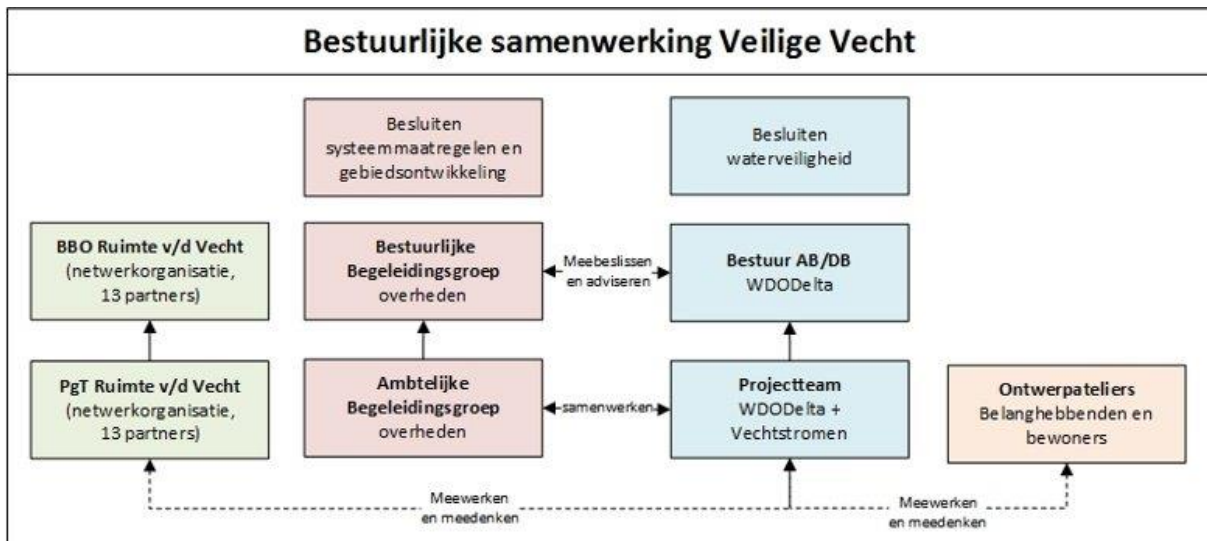 Bestuurlijke samenwerking Veilige Vecht
Besluiten
systeemmaatregelen en
gebiedsontwikkeling
Besluiten
waterveiligheid
BBO Ruimte v/d Vecht
(netwerkorganisatie,
13 partners)
Bestuurlijke
Begeleidingsgroep
overheden
Meebeslissen
en adviseren
Bestuur AB/DB
WDODelta
PgT Ruimte v/d Vecht
(netwerkorganisatie,
13 partners)
Ambtelijke
Begeleidingsgroep
overheden
samenwerken
Projectteam
WDODelta +
Vechtstromen
Ontwerpateliers
Belanghebbenden en
bewoners
Meewerken
en meedenken
Meewerken
en meedenken